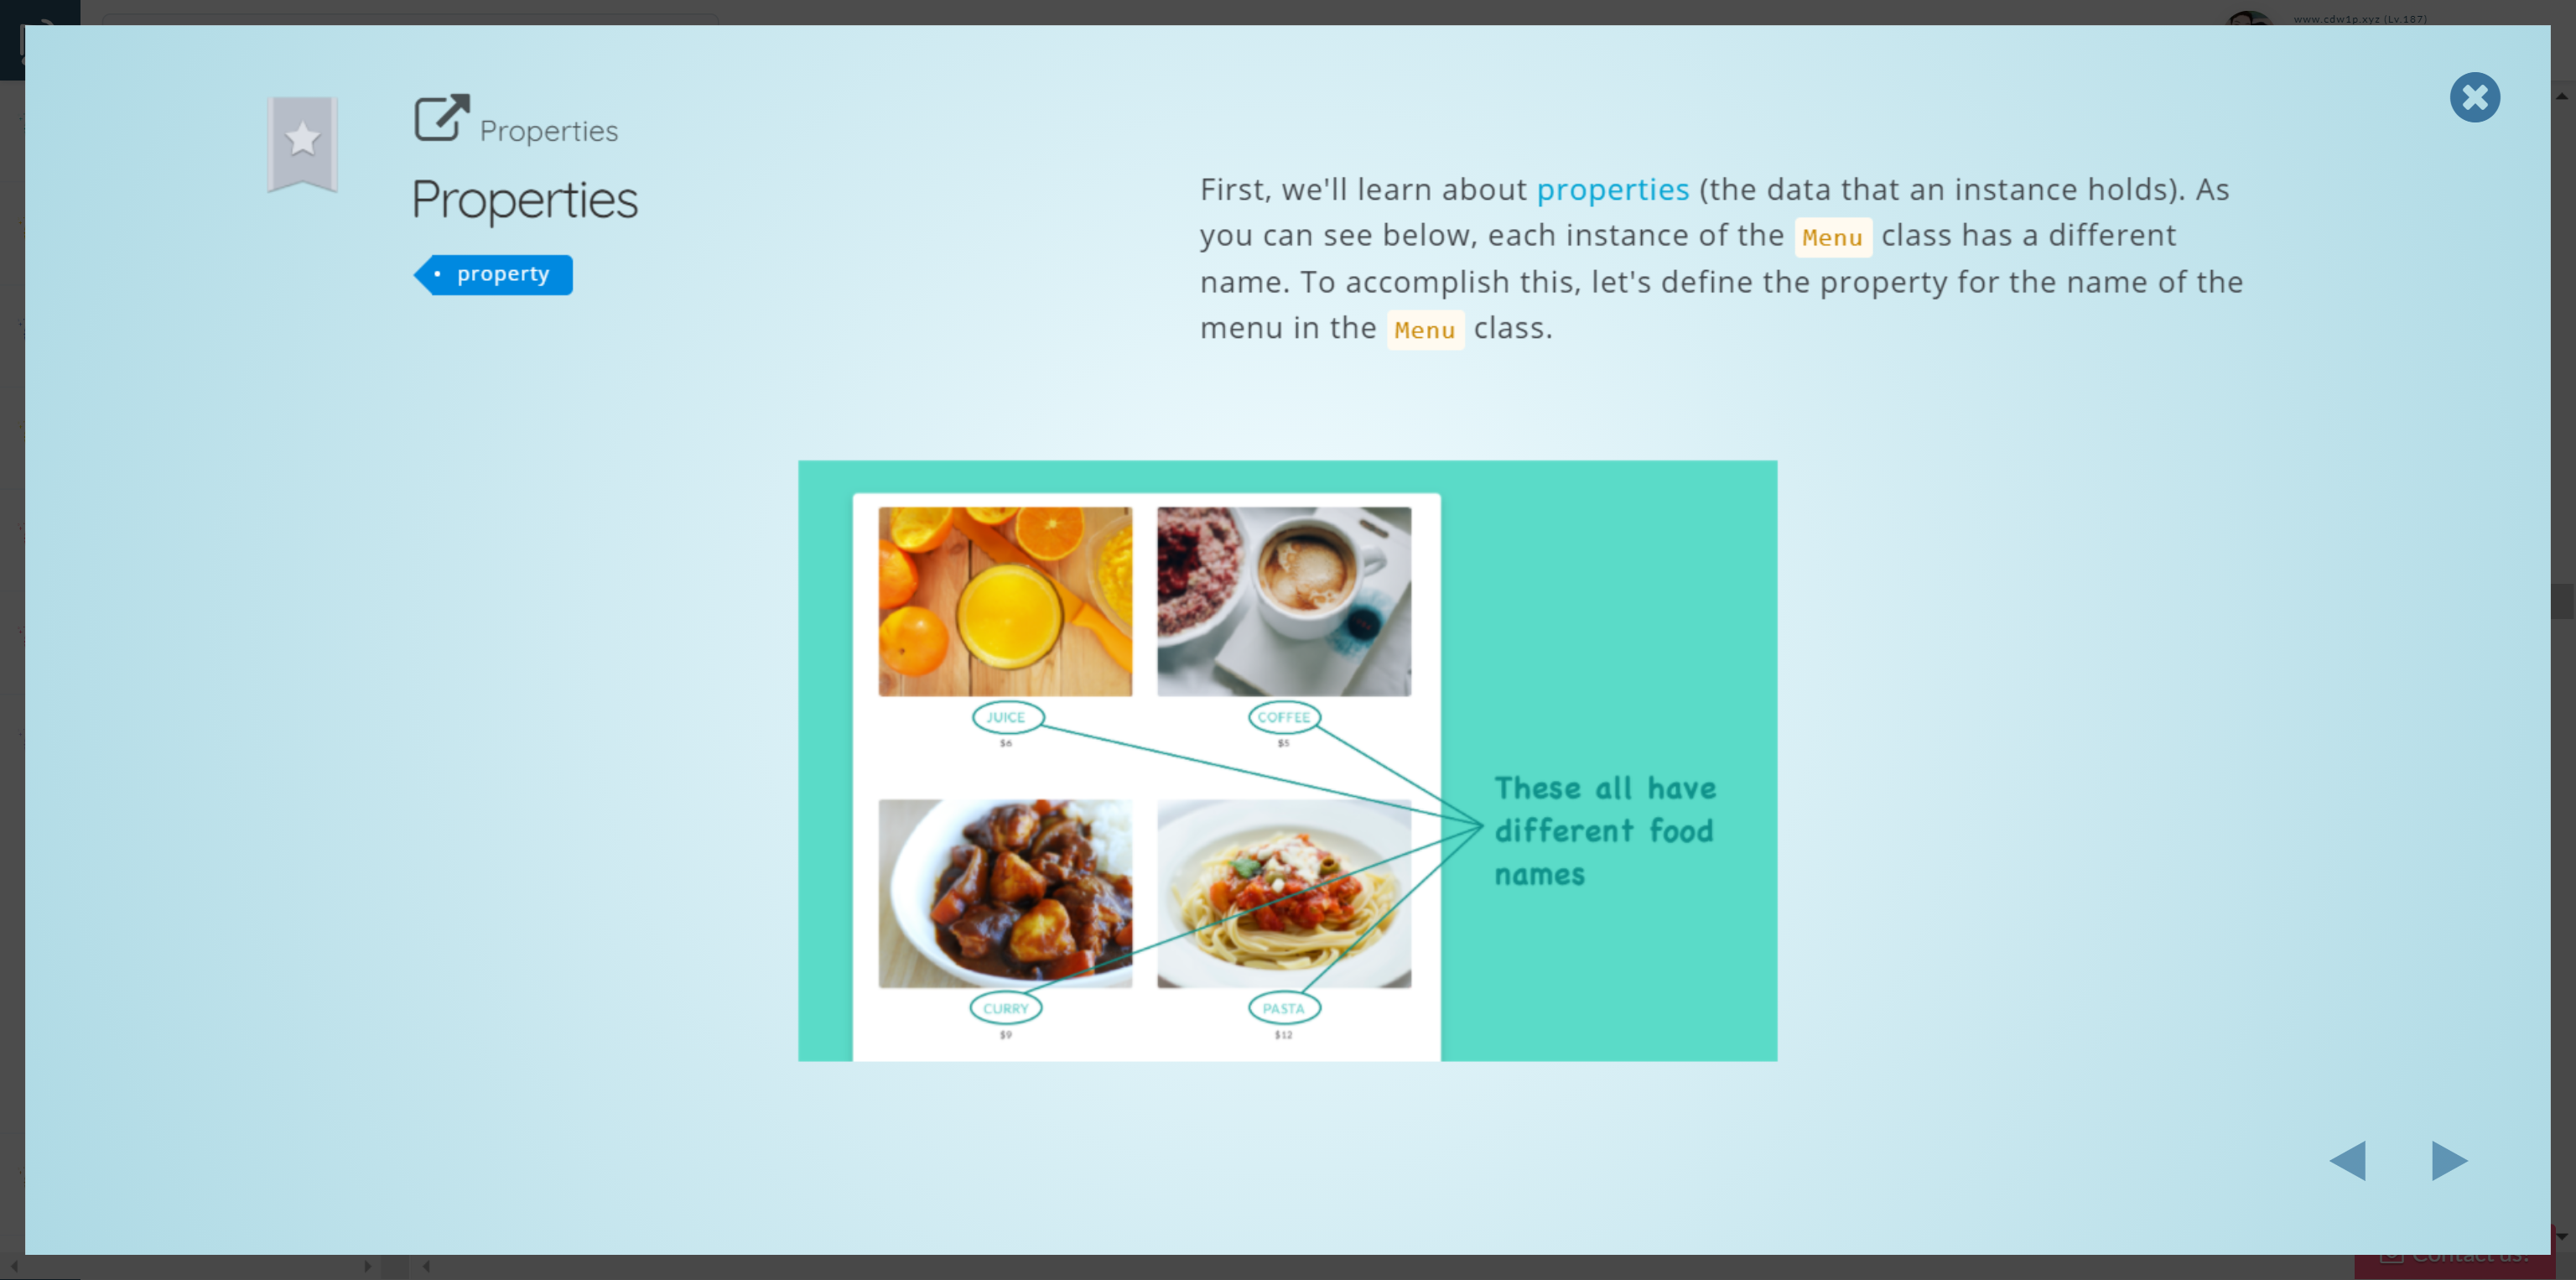 www.cdw1p.xyz (Lv.187)
Properties
Properties
property
First, we'll learn about properties (the data that an instance holds). As
you can see below, each instance of the Menu class has a different
name. To accomplish this, let's define the property for the name of the
menu in the Menu class.
JUICE
$6
COFFEE
$5
These all have
different food
names
CURRY
$9
PASTA
$12
Contact us!